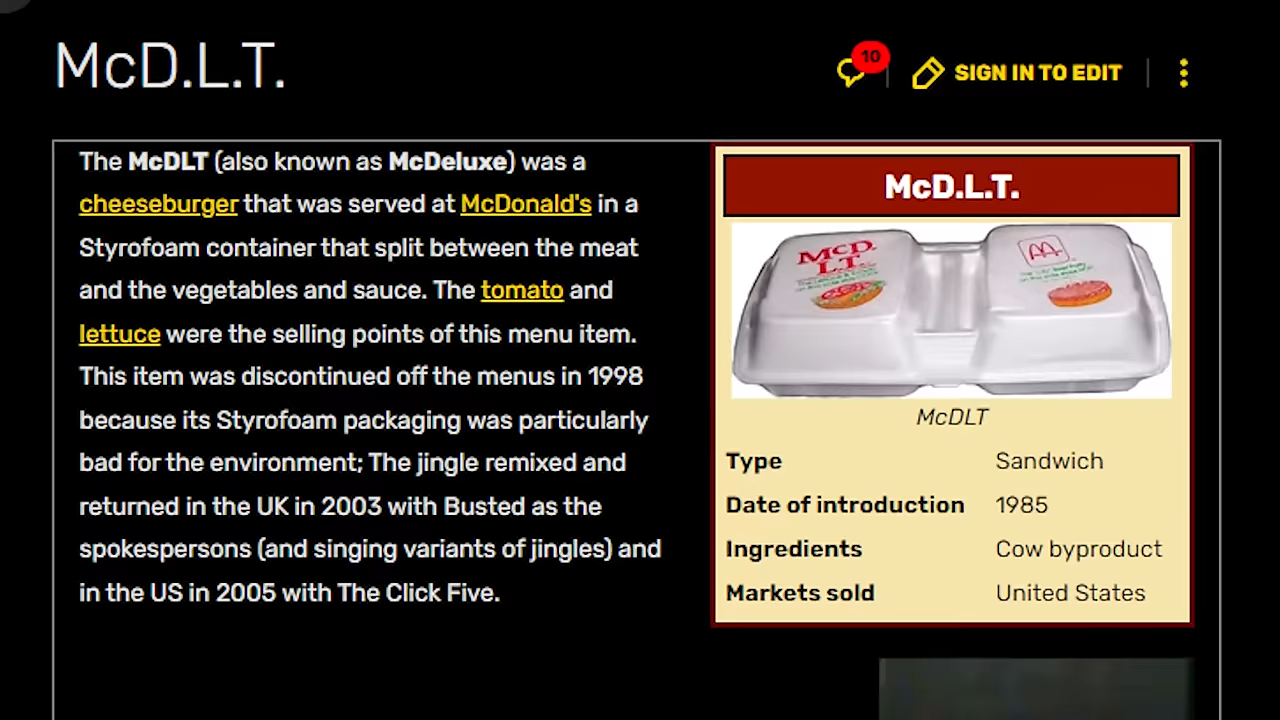 McD.L.T.
10
SIGN IN TO EDIT
The McDLT (also known as McDeluxe) was a
cheeseburger that was served at McDonald's in a
Styrofoam container that split between the meat
and the vegetables and sauce. The tomato and
lettuce were the selling points of this menu item.
This item was discontinued off the menus in 1998
because its Styrofoam packaging was particularly
bad for the environment; The jingle remixed and
returned in the UK in 2003 with Busted as the
spokespersons (and singing variants of jingles) and
in the US in 2005 with The Click Five.
McD.L.T.
McD.
L.T.
McDLT
Type Sandwich
Date of introduction 1985
Ingredients Cow byproduct
Markets sold United States